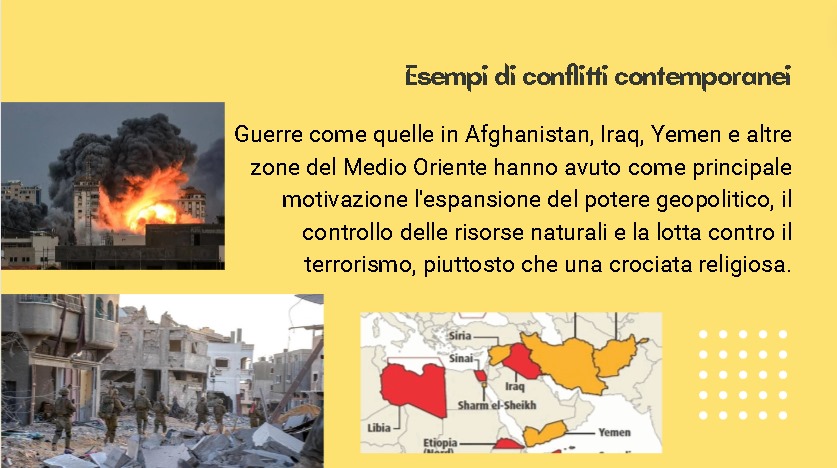 Esempi di conflitti contemporanei
Guerre come quelle in Afghanistan, Iraq, Yemen e altre
zone del Medio Oriente hanno avuto come principale
motivazione l'espansione del potere geopolitico, il
controllo delle risorse naturali e la lotta contro il
terrorismo, piuttosto che una crociata religiosa.
Siria
Sinai
Iraq
Sharm el-Sheikh
Libia
Yemen
Etiopia
(Nord)